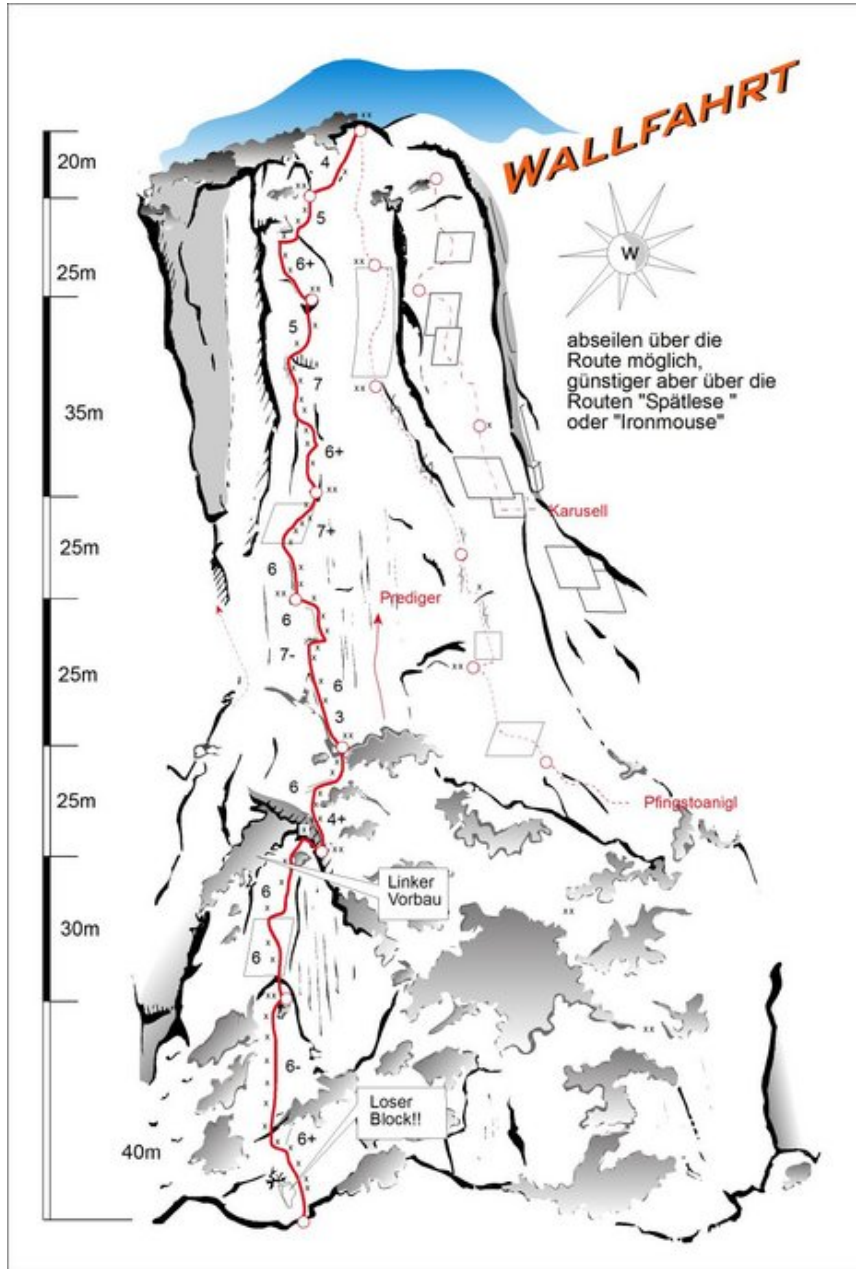 WALLFAHRT
20m
4
5
W
25m
6+
abseilen über die
Route möglich,
günstiger aber über die
Routen "Spätlese "
oder "Ironmouse"
5
7
35m
6+
Karusell
7+
25m
6
Prediger
6
7-
25m
6
3
6
25m
4+
Pfingstoanigl
Linker
Vorbau
6
30m
6
6-
Loser
Block!!
6+
40m